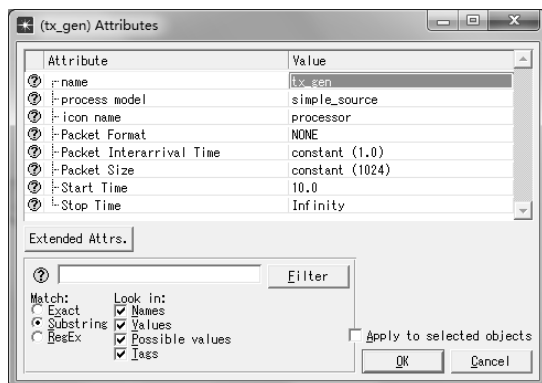 (tx_gen) Attributes
Attribute Value
name tx_gen
process model simple_source
icon name processor
Packet Format NONE
Packet Interarrival Time constant (1.0)
Packet Size constant (1024)
Start Time 10.0
Stop Time Infinity
Extended Attrs.
Filter
Match: Look in:
Exact Names
Substring Values
RegEx Possible values
Tags
Apply to selected objects
OK Cancel